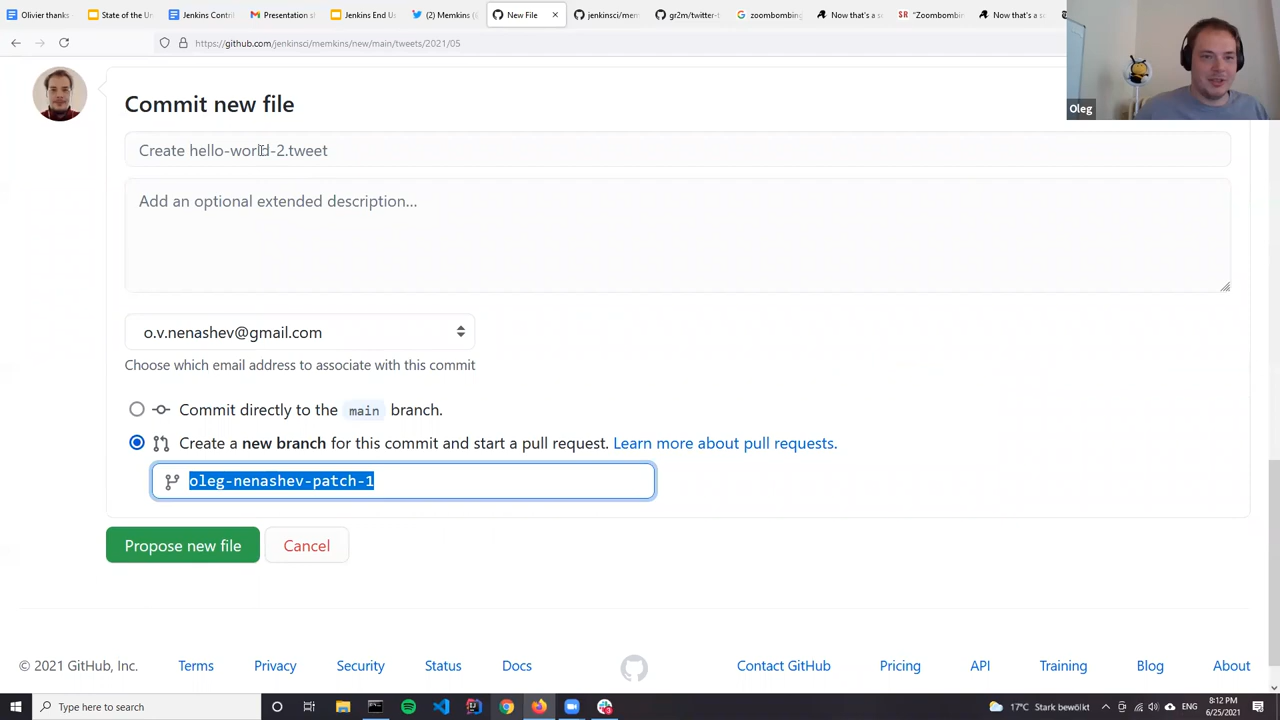 Olivier thanks
State of the U
Jenkins Contri
Presentation s
Jenkins End Us
(2) Memkins (
New File
jenkinsci/mem
gr2m/twitter-t
zoombombing
Now that's a s
"Zoombombin
Now that's a s
https://github.com/jenkinsci/memkins/new/main/tweets/2021/05
Oleg
Commit new file
Create hello-world-2.tweet
Add an optional extended description...
o.v.nenashev@gmail.com
Choose which email address to associate with this commit
Commit directly to the main branch.
Create a new branch for this commit and start a pull request. Learn more about pull requests.
oleg-nenashev-patch-1
Propose new file
Cancel
© 2021 GitHub, Inc.
Terms
Privacy
Security
Status
Docs
Contact GitHub
Pricing
API
Training
Blog
About
Type here to search
17°C Stark bewölkt
ENG
8:12 PM
6/25/2021